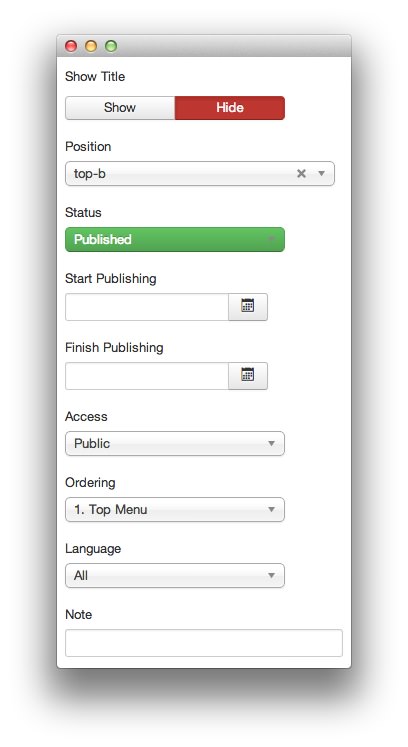 Show Title
Show Hide
Position
top-b
Status
Published
Start Publishing
Finish Publishing
Access
Public
Ordering
1. Top Menu
Language
All
Note